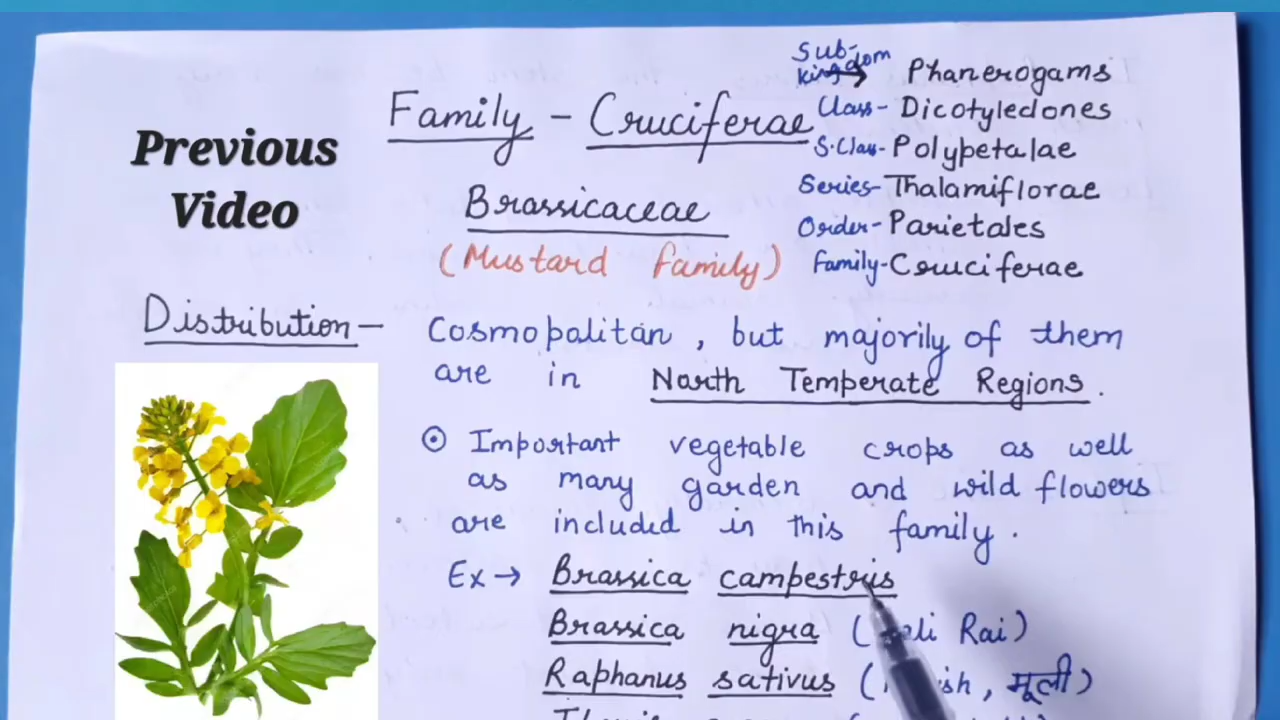 Previous
Video
Family - Cruciferae
Brassicaceae
(Mustard family)
Sub-
kingdom → Phanerogams
Class- Dicotyledones
S.Class- Polypetalae
Series- Thalamiflorae
Order- Parietales
Family- Cruciferae
Distribution - Cosmopalitan, but majorily of them
are in North Temperate Regions.
⊙ Important vegetable crops as well
as many garden and wild flowers
are included in this family.
Ex → Brassica campestris
Brassica nigra ( Rai)
Raphanus sativus ( , मूली)